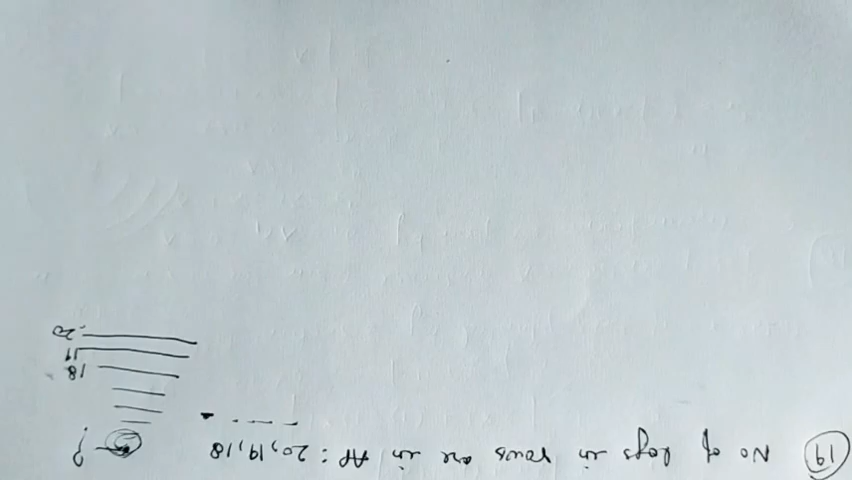 (19) No of logs in rows are in AP : 20, 19, 18 - - - -
?
18
19
20